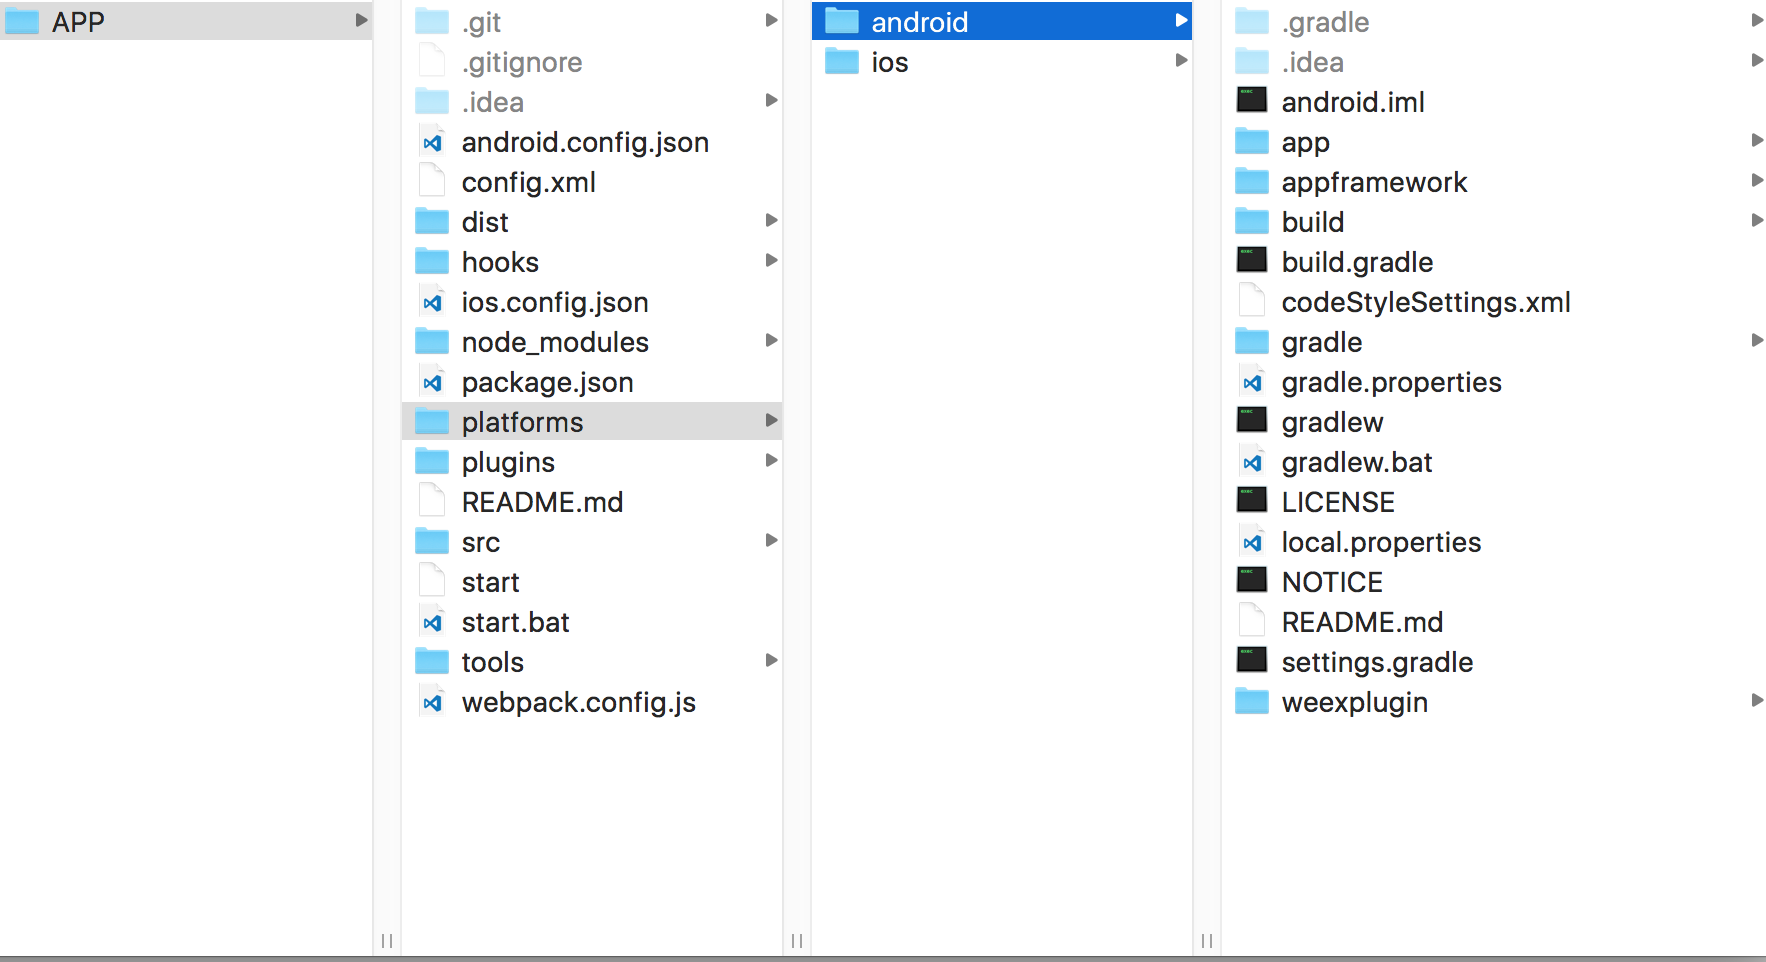 APP
.git
.gitignore
.idea
android.config.json
config.xml
dist
hooks
ios.config.json
node_modules
package.json
platforms
plugins
README.md
src
start
start.bat
tools
webpack.config.js
android
ios
.gradle
.idea
android.iml
app
appframework
build
build.gradle
codeStyleSettings.xml
gradle
gradle.properties
gradlew
gradlew.bat
LICENSE
local.properties
NOTICE
README.md
settings.gradle
weexplugin